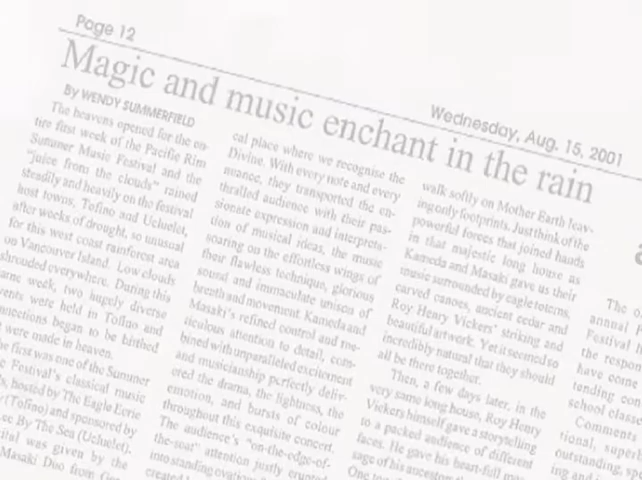 Page 12
Wednesday, Aug. 15, 2001
Magic and music enchant in the rain
By WENDY SUMMERFIELD
The heavens opened for the en-
tire first week of the Pacific Rim
Summer Music Festival and the
"juice from the clouds" rained
steadily and heavily on the festival
host towns, Tofino and Ucluelet,
after weeks of drought, so unusual
for this west coast rainforest area
on Vancouver Island. Low clouds
shrouded everywhere. During this
same week, two hugely diverse
events were held in Tofino and
connections began to be birthed
were made in heaven.
first was one of the Summer
Festival's classical music
hosted by The Eagle Eerie
(Tofino) and sponsored by
By The Sea (Ucluelet).
was given by the
Masaki Duo from
cal place where we recognise the
Divine. With every note and every
nuance, they transported the en-
thralled audience with their pas-
sionate expression and interpreta-
tion of musical ideas, the music
soaring on the effortless wings of
their flawless technique, glorious
sound and immaculate unison of
breath and movement. Kameda and
Masaki's refined control and me-
ticulous attention to detail, com-
bined with unparalleled excitement
and musicianship perfectly deliv-
ered the drama, the lightness, the
emotion, and bursts of colour
throughout this exquisite concert.
The audience's "on-the-edge-of-
the-seat" attention justly erupted
into standing
created
walk softly on Mother Earth leav-
ing only footprints. Just think of the
powerful forces that joined hands
in that majestic long house as
Kameda and Masaki gave us their
music surrounded by eagle totems,
carved canoes, ancient cedar and
Roy Henry Vickers' striking and
beautiful artwork. Yet it seemed so
incredibly natural that they should
all be there together.
Then, a few days later, in the
very same long house, Roy Henry
Vickers himself gave a storytelling
to a packed audience of different
faces. He gave his heart-full
sage of his
The
annual
Festival
the respon
have come
tending con
school classe
Comments
tional, superb
outstanding,
ing and